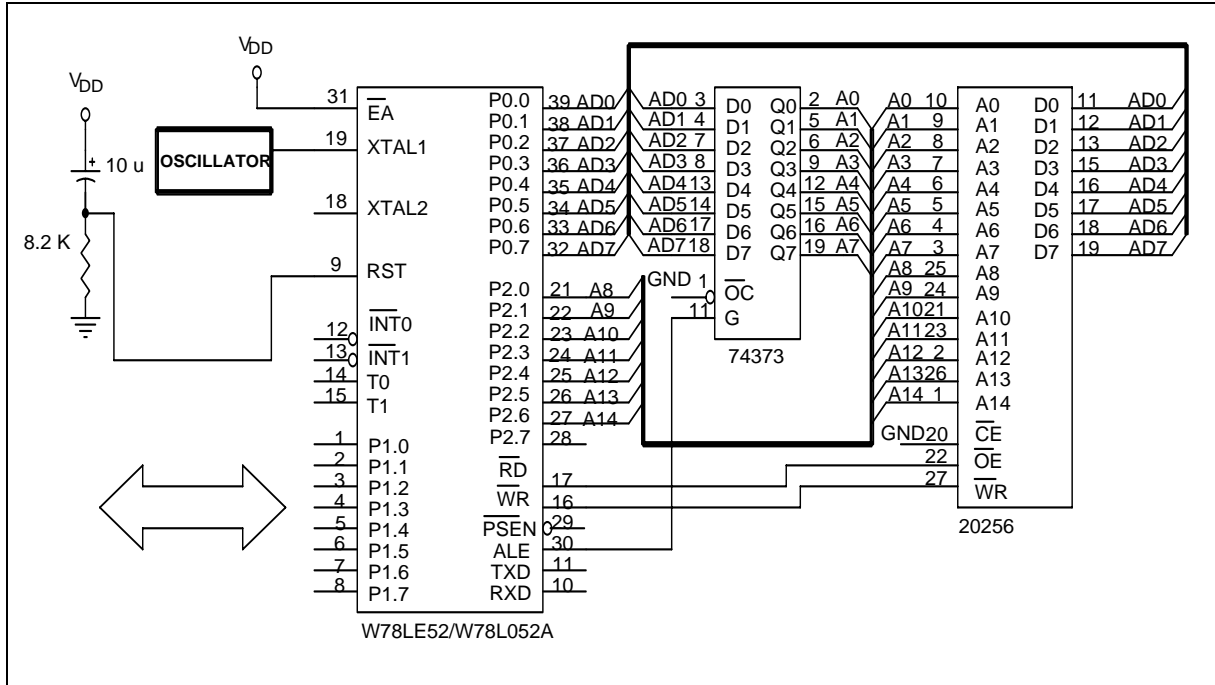 VDD
VDD
10 u
8.2 K
OSCILLATOR
31 EA
19 XTAL1
18 XTAL2
9 RST
12 INT0
13 INT1
14 T0
15 T1
1 P1.0
2 P1.1
3 P1.2
4 P1.3
5 P1.4
6 P1.5
7 P1.6
8 P1.7
P0.0 39 AD0
P0.1 38 AD1
P0.2 37 AD2
P0.3 36 AD3
P0.4 35 AD4
P0.5 34 AD5
P0.6 33 AD6
P0.7 32 AD7
P2.0 21 A8
P2.1 22 A9
P2.2 23 A10
P2.3 24 A11
P2.4 25 A12
P2.5 26 A13
P2.6 27 A14
P2.7 28
RD 17
WR 16
PSEN 29
ALE 30
TXD 11
RXD 10
W78LE52/W78L052A
AD0 3 D0 Q0 2 A0
AD1 4 D1 Q1 5 A1
AD2 7 D2 Q2 6 A2
AD3 8 D3 Q3 9 A3
AD4 13 D4 Q4 12 A4
AD5 14 D5 Q5 15 A5
AD6 17 D6 Q6 16 A6
AD7 18 D7 Q7 19 A7
GND 1 OC
11 G
74373
A0 10 A0 D0 11 AD0
A1 9 A1 D1 12 AD1
A2 8 A2 D2 13 AD2
A3 7 A3 D3 15 AD3
A4 6 A4 D4 16 AD4
A5 5 A5 D5 17 AD5
A6 4 A6 D6 18 AD6
A7 3 A7 D7 19 AD7
A8 25 A8
A9 24 A9
A10 21 A10
A11 23 A11
A12 2 A12
A13 26 A13
A14 1 A14
GND 20 CE
22 OE
27 WR
20256